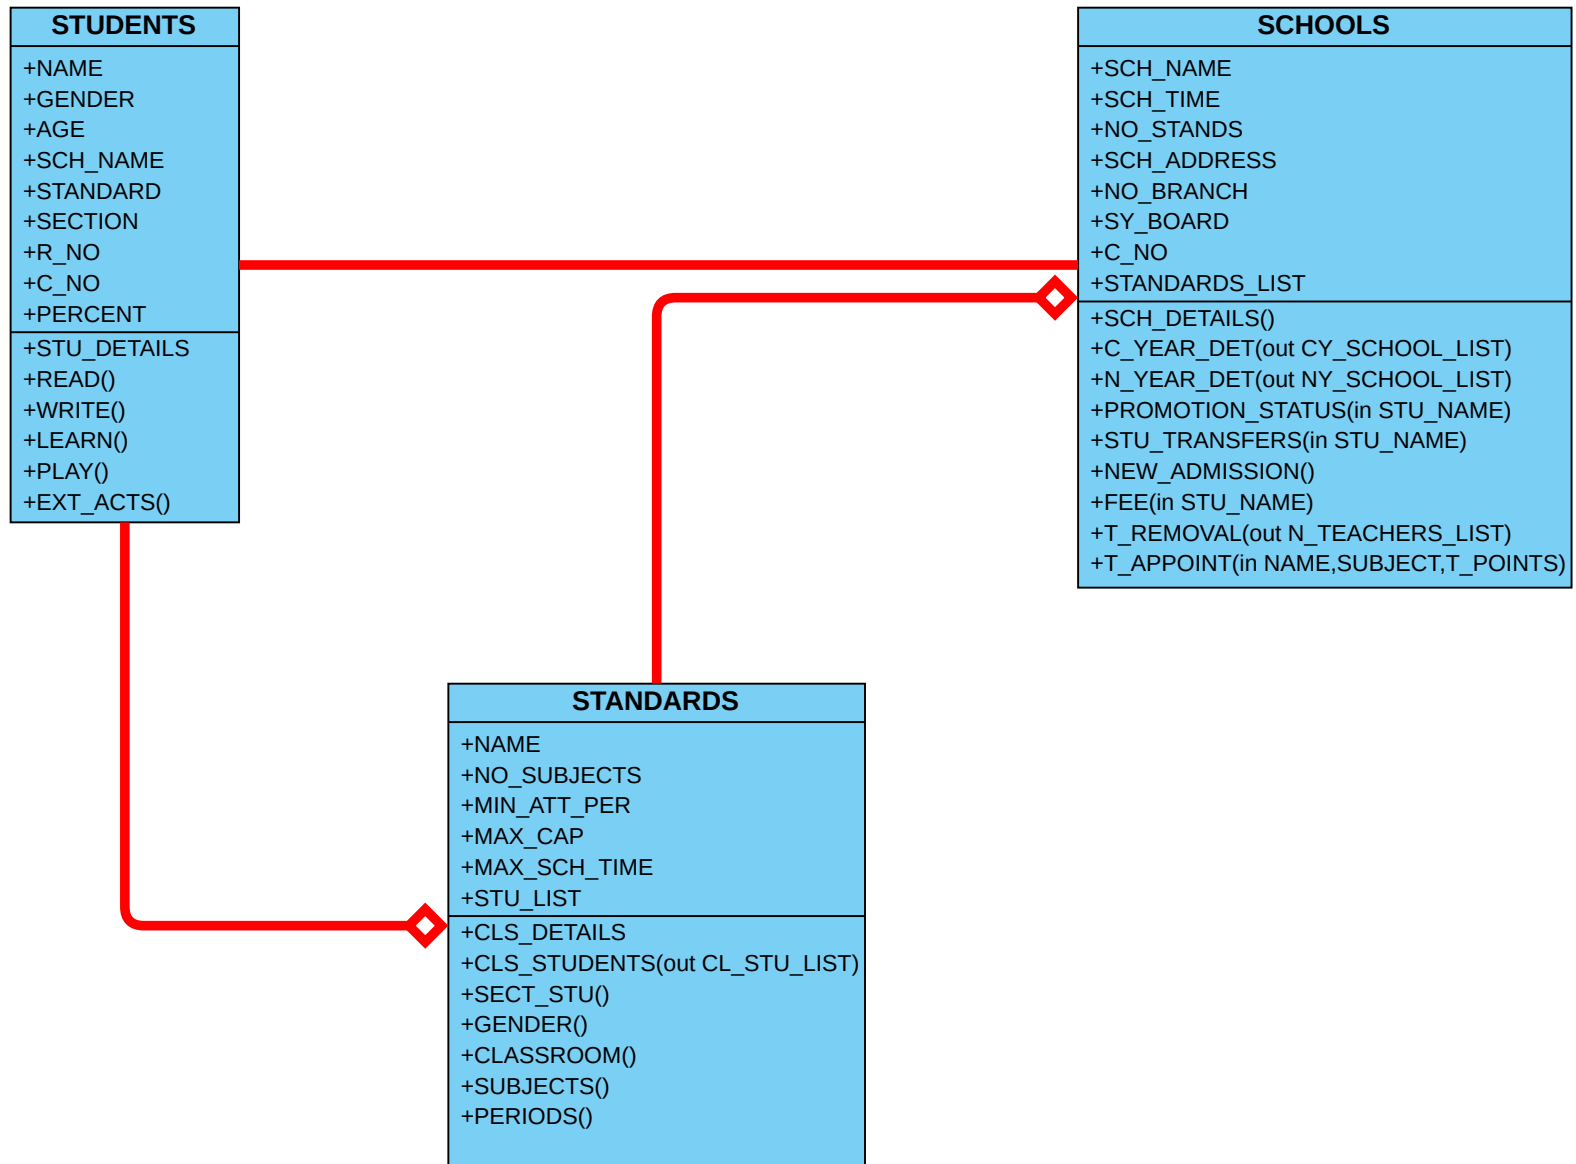 STUDENTS
+NAME
+GENDER
+AGE
+SCH_NAME
+STANDARD
+SECTION
+R_NO
+C_NO
+PERCENT
+STU_DETAILS
+READ()
+WRITE()
+LEARN()
+PLAY()
+EXT_ACTS()
SCHOOLS
+SCH_NAME
+SCH_TIME
+NO_STANDS
+SCH_ADDRESS
+NO_BRANCH
+SY_BOARD
+C_NO
+STANDARDS_LIST
+SCH_DETAILS()
+C_YEAR_DET(out CY_SCHOOL_LIST)
+N_YEAR_DET(out NY_SCHOOL_LIST)
+PROMOTION_STATUS(in STU_NAME)
+STU_TRANSFERS(in STU_NAME)
+NEW_ADMISSION()
+FEE(in STU_NAME)
+T_REMOVAL(out N_TEACHERS_LIST)
+T_APPOINT(in NAME,SUBJECT,T_POINTS)
STANDARDS
+NAME
+NO_SUBJECTS
+MIN_ATT_PER
+MAX_CAP
+MAX_SCH_TIME
+STU_LIST
+CLS_DETAILS
+CLS_STUDENTS(out CL_STU_LIST)
+SECT_STU()
+GENDER()
+CLASSROOM()
+SUBJECTS()
+PERIODS()